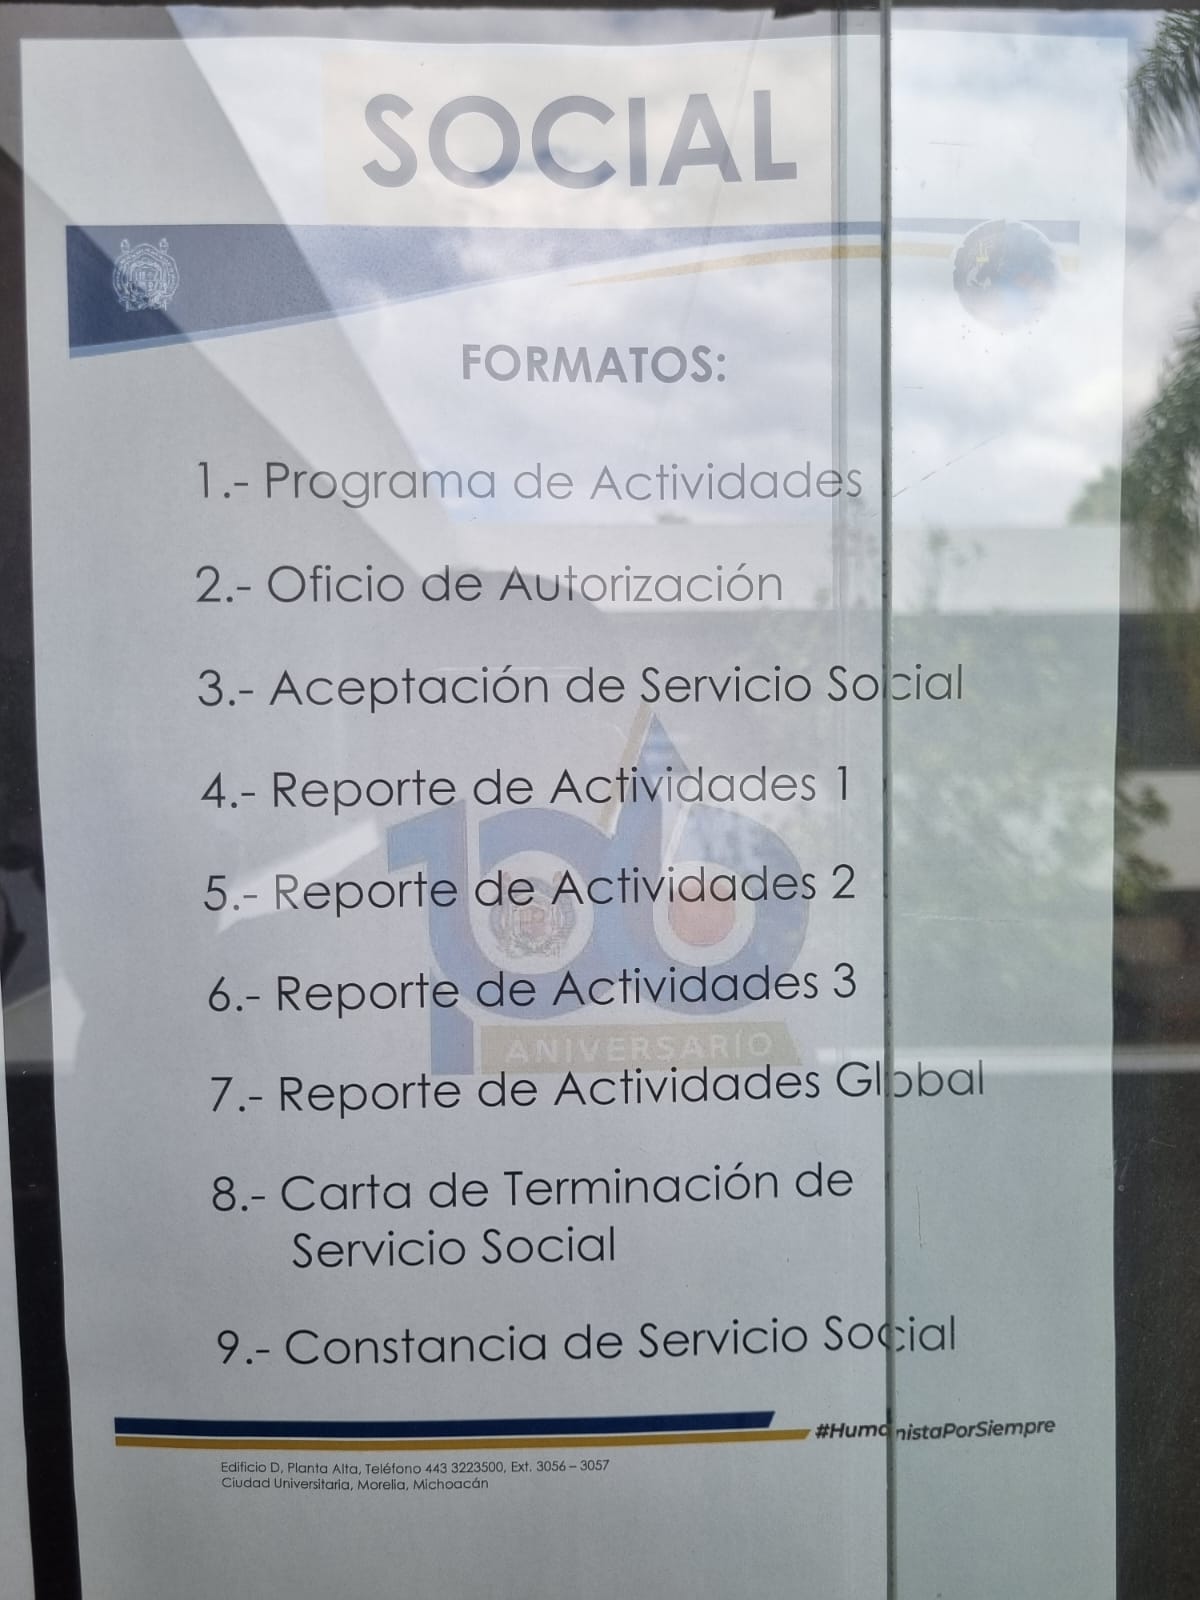 SOCIAL
FORMATOS:
1.- Programa de Actividades
2.- Oficio de Autorización
3.- Aceptación de Servicio Social
4.- Reporte de Actividades 1
5.- Reporte de Actividades 2
6.- Reporte de Actividades 3
ANIVERSARIO
7.- Reporte de Actividades Global
8.- Carta de Terminación de
Servicio Social
9.- Constancia de Servicio Social
#HumanistaPorSiempre
Edificio D, Planta Alta, Teléfono 443 3223500, Ext. 3056 – 3057
Ciudad Universitaria, Morelia, Michoacán